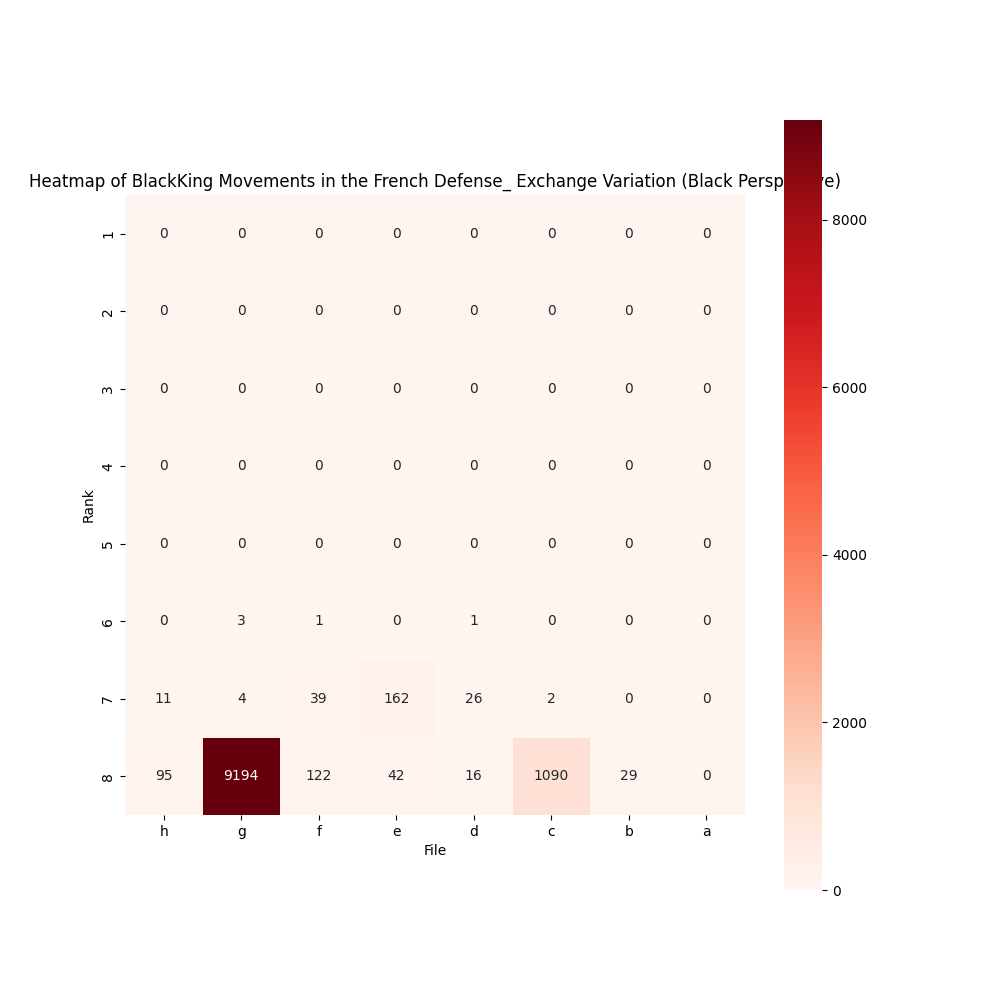 Heatmap of BlackKing Movements in the French Defense_ Exchange Variation (Black Persp ve)
8000
6000
4000
2000
0
Rank
1 0 0 0 0 0 0 0 0
2 0 0 0 0 0 0 0 0
3 0 0 0 0 0 0 0 0
4 0 0 0 0 0 0 0 0
5 0 0 0 0 0 0 0 0
6 0 3 1 0 1 0 0 0
7 11 4 39 162 26 2 0 0
8 95 9194 122 42 16 1090 29 0
h g f e d c b a
File